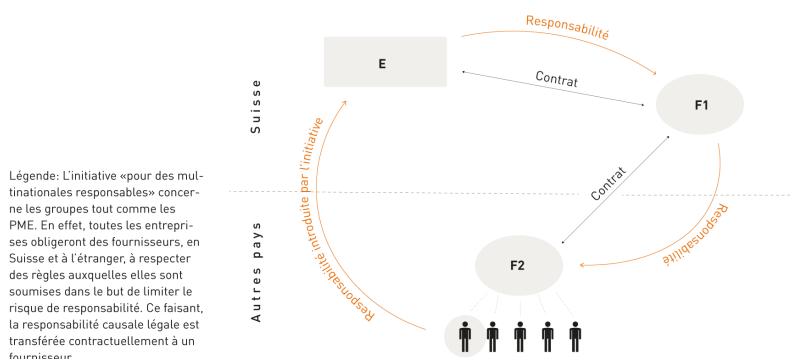 Responsabilité
E
Contrat
F1
Suisse
Responsabilité introduite par l'initiative
Contrat
Responsabilité
Autres pays
F2
Légende: L'initiative «pour des mul-
tinationales responsables» concer-
ne les groupes tout comme les
PME. En effet, toutes les entrepri-
ses obligeront des fournisseurs, en
Suisse et à l'étranger, à respecter
des règles auxquelles elles sont
soumises dans le but de limiter le
risque de responsabilité. Ce faisant,
la responsabilité causale légale est
transférée contractuellement à un
fournisseur